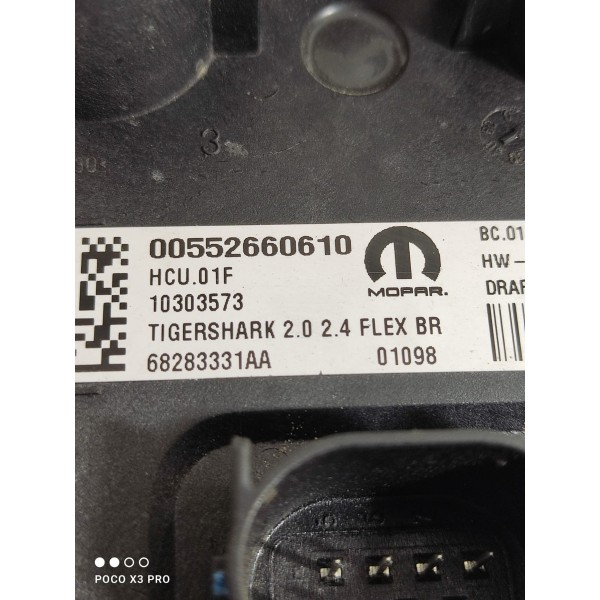 3
00552660610
HCU.01F
10303573
TIGERSHARK 2.0 2.4 FLEX BR
68283331AA 01098
MOPAR.
BC.01
HW-
DRAF
POCO X3 PRO